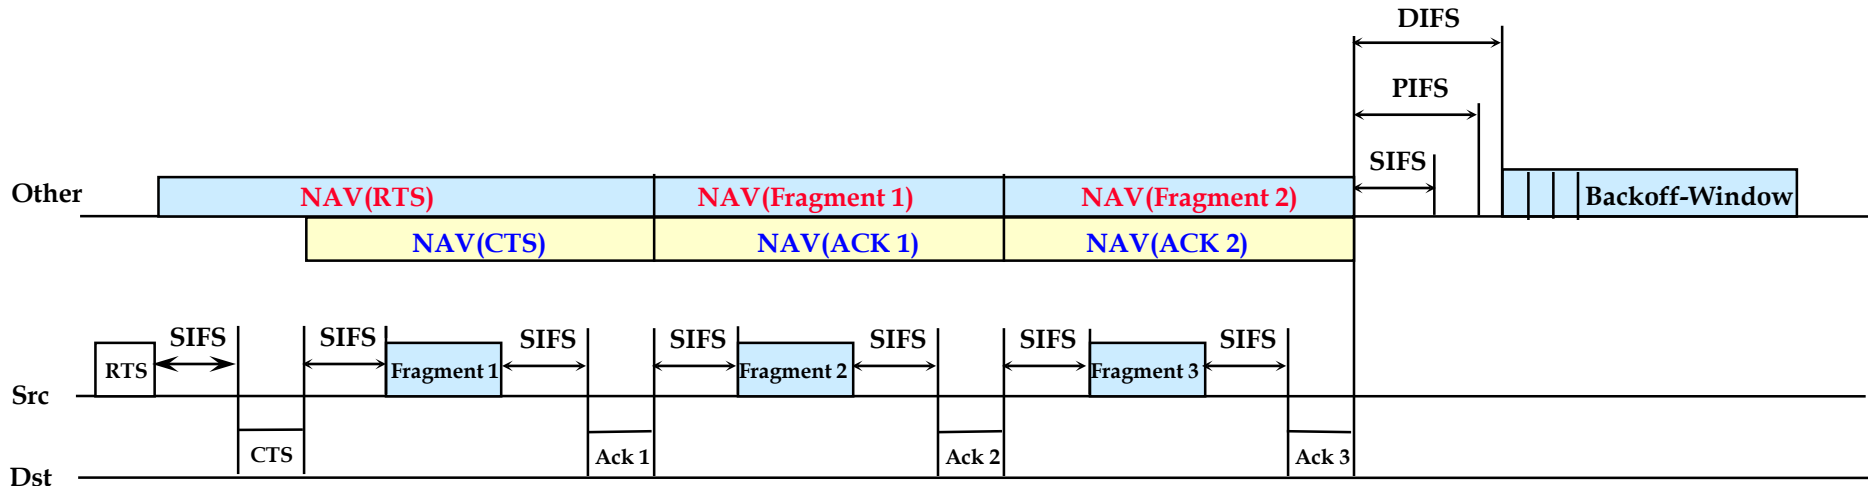 DIFS
PIFS
SIFS
Other
NAV(RTS)
NAV(Fragment 1)
NAV(Fragment 2)
Backoff-Window
NAV(CTS)
NAV(ACK 1)
NAV(ACK 2)
SIFS
SIFS
SIFS
SIFS
SIFS
SIFS
SIFS
RTS
Fragment 1
Fragment 2
Fragment 3
Src
CTS
Ack 1
Ack 2
Ack 3
Dst